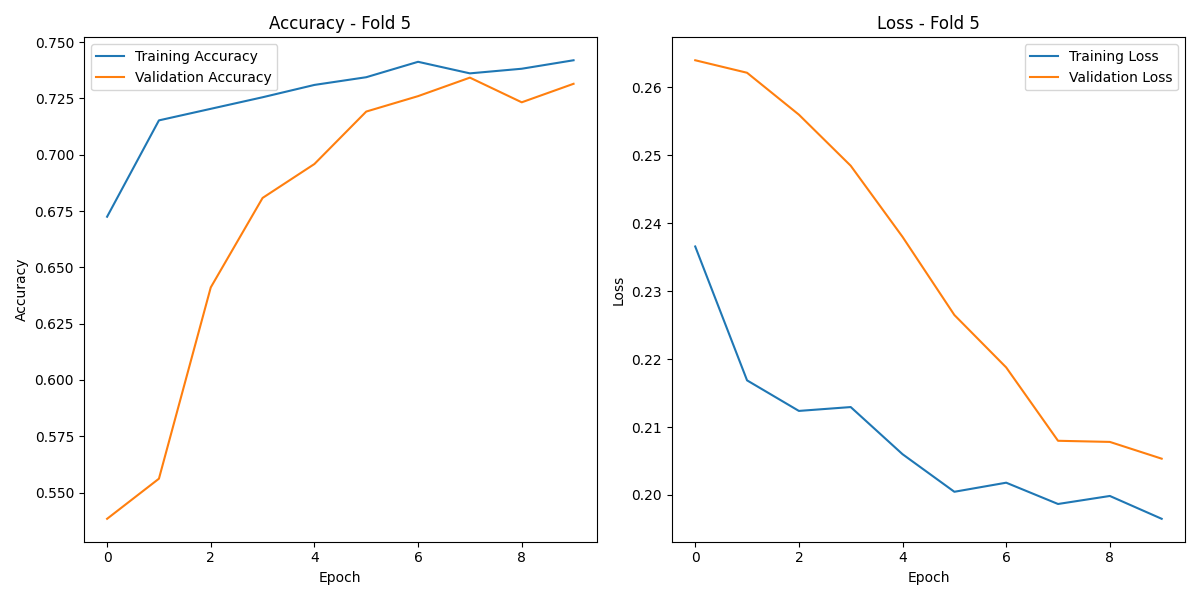 Accuracy - Fold 5
0.750
0.725
0.700
0.675
0.650
0.625
0.600
0.575
0.550
Accuracy
Training Accuracy
Validation Accuracy
0 2 4 6 8
Epoch
Loss - Fold 5
0.26
0.25
0.24
0.23
0.22
0.21
0.20
Loss
Training Loss
Validation Loss
0 2 4 6 8
Epoch